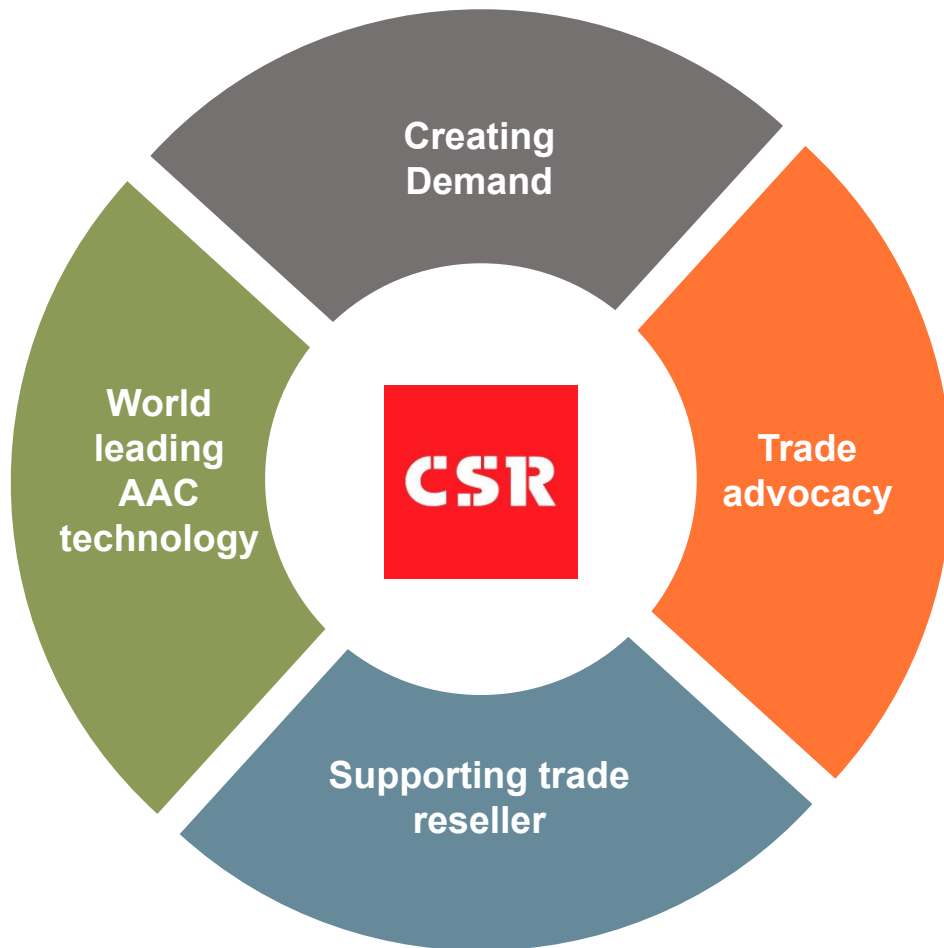 Creating
Demand
World
leading
AAC
technology
CSR
Trade
advocacy
Supporting trade
reseller